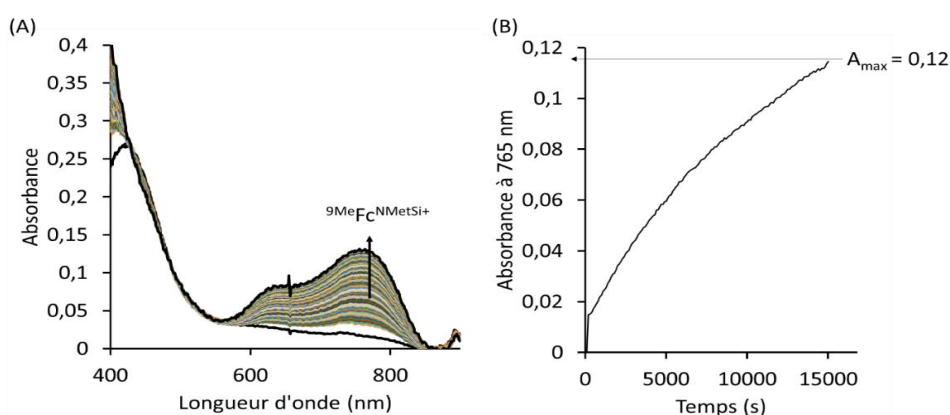 (A)
0,4
0,35
0,3
0,25
0,2
0,15
0,1
0,05
0
400
600
800
Absorbance
Longueur d'onde (nm)
9MeFcNMetSi+
(B)
0,12
0,1
0,08
0,06
0,04
0,02
0
0
5000
10000
15000
Absorbance à 765 nm
Temps (s)
Amax = 0,12